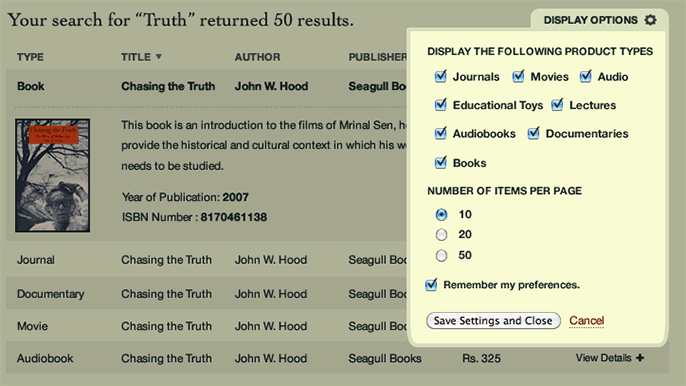 Your search for “Truth” returned 50 results.
DISPLAY OPTIONS
TYPE TITLE AUTHOR PUBLISHER
Book Chasing the Truth John W. Hood Seagull
Chasing the Truth
This book is an introduction to the films of Mrinal Sen,
provide the historical and cultural context in which his
needs to be studied.
Year of Publication: 2007
ISBN Number : 8170461138
Journal Chasing the Truth John W. Hood Seagull
Documentary Chasing the Truth John W. Hood Seagull
Movie Chasing the Truth John W. Hood Seagull
Audiobook Chasing the Truth John W. Hood Seagull Books Rs. 325 View Details +
DISPLAY THE FOLLOWING PRODUCT TYPES
Journals Movies Audio
Educational Toys Lectures
Audiobooks Documentaries
Books
NUMBER OF ITEMS PER PAGE
10
20
50
Remember my preferences.
Save Settings and Close Cancel